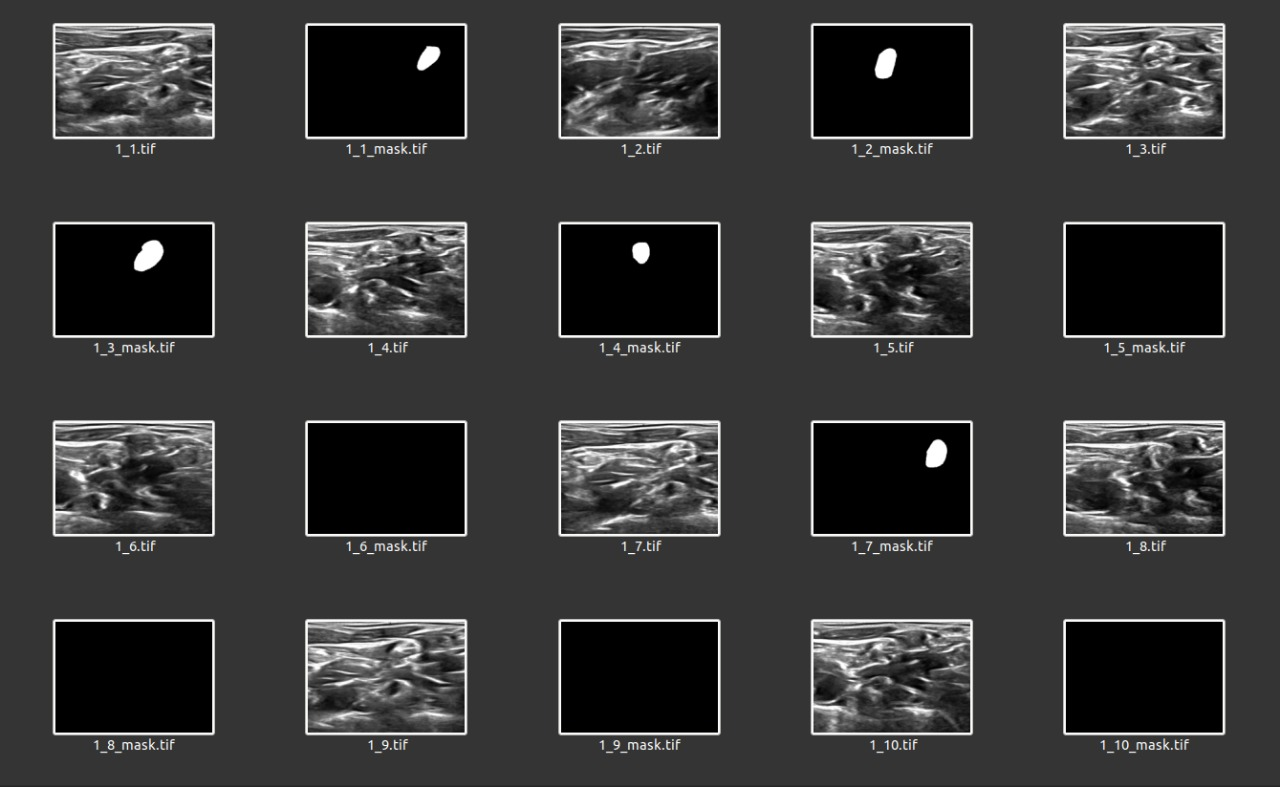 1_1.tif
1_1_mask.tif
1_2.tif
1_2_mask.tif
1_3.tif
1_3_mask.tif
1_4.tif
1_4_mask.tif
1_5.tif
1_5_mask.tif
1_6.tif
1_6_mask.tif
1_7.tif
1_7_mask.tif
1_8.tif
1_8_mask.tif
1_9.tif
1_9_mask.tif
1_10.tif
1_10_mask.tif